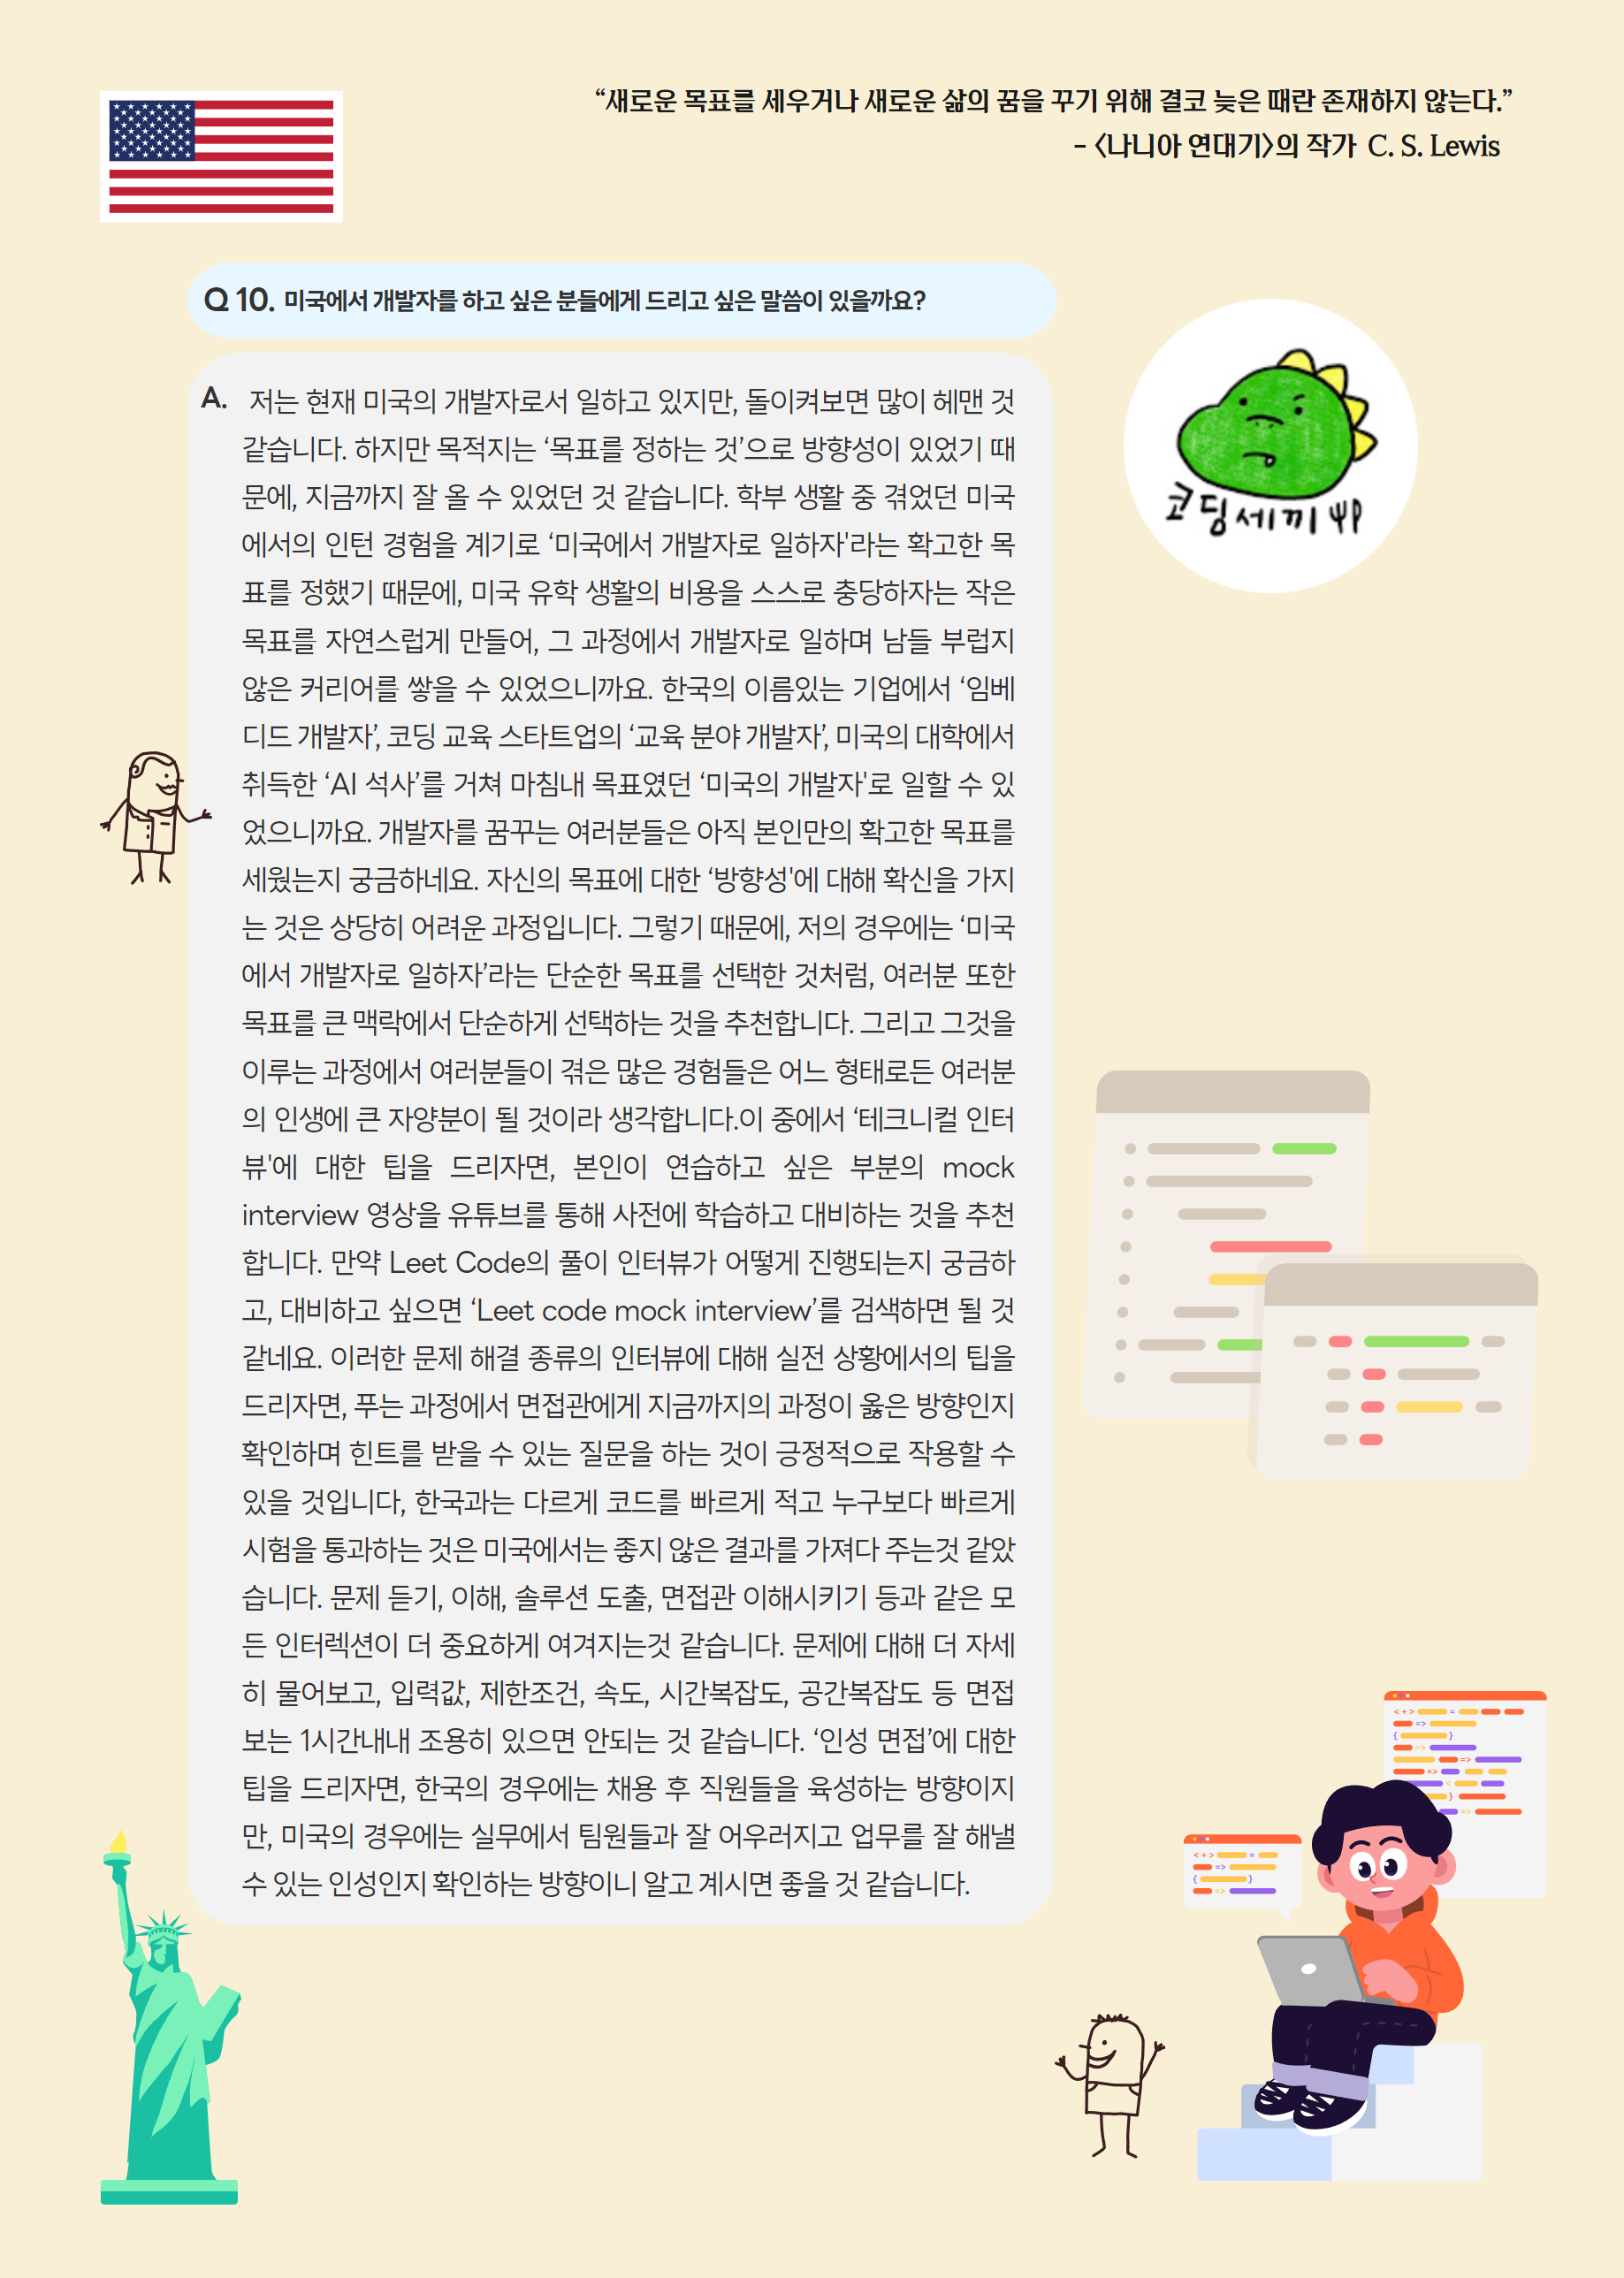 “새로운 목표를 세우거나 새로운 삶의 꿈을 꾸기 위해 결코 늦은 때란 존재하지 않는다.”
- <나니아 연대기>의 작가 C. S. Lewis
Q 10. 미국에서 개발자를 하고 싶은 분들에게 드리고 싶은 말씀이 있을까요?
A. 저는 현재 미국의 개발자로서 일하고 있지만, 돌이켜보면 많이 헤맨 것
같습니다. 하지만 목적지는 ‘목표를 정하는 것’으로 방향성이 있었기 때
문에, 지금까지 잘 올 수 있었던 것 같습니다. 학부 생활 중 겪었던 미국
에서의 인턴 경험을 계기로 ‘미국에서 개발자로 일하자'라는 확고한 목
표를 정했기 때문에, 미국 유학 생활의 비용을 스스로 충당하자는 작은
목표를 자연스럽게 만들어, 그 과정에서 개발자로 일하며 남들 부럽지
않은 커리어를 쌓을 수 있었으니까요. 한국의 이름있는 기업에서 ‘임베
디드 개발자’, 코딩 교육 스타트업의 ‘교육 분야 개발자’, 미국의 대학에서
취득한 ‘AI 석사’를 거쳐 마침내 목표였던 ‘미국의 개발자'로 일할 수 있
었으니까요. 개발자를 꿈꾸는 여러분들은 아직 본인만의 확고한 목표를
세웠는지 궁금하네요. 자신의 목표에 대한 ‘방향성'에 대해 확신을 가지
는 것은 상당히 어려운 과정입니다. 그렇기 때문에, 저의 경우에는 ‘미국
에서 개발자로 일하자’라는 단순한 목표를 선택한 것처럼, 여러분 또한
목표를 큰 맥락에서 단순하게 선택하는 것을 추천합니다. 그리고 그것을
이루는 과정에서 여러분들이 겪은 많은 경험들은 어느 형태로든 여러분
의 인생에 큰 자양분이 될 것이라 생각합니다.이 중에서 ‘테크니컬 인터
뷰'에 대한 팁을 드리자면, 본인이 연습하고 싶은 부분의 mock
interview 영상을 유튜브를 통해 사전에 학습하고 대비하는 것을 추천
합니다. 만약 Leet Code의 풀이 인터뷰가 어떻게 진행되는지 궁금하
고, 대비하고 싶으면 ‘Leet code mock interview’를 검색하면 될 것
같네요. 이러한 문제 해결 종류의 인터뷰에 대해 실전 상황에서의 팁을
드리자면, 푸는 과정에서 면접관에게 지금까지의 과정이 옳은 방향인지
확인하며 힌트를 받을 수 있는 질문을 하는 것이 긍정적으로 작용할 수
있을 것입니다, 한국과는 다르게 코드를 빠르게 적고 누구보다 빠르게
시험을 통과하는 것은 미국에서는 좋지 않은 결과를 가져다 주는것 같았
습니다. 문제 듣기, 이해, 솔루션 도출, 면접관 이해시키기 등과 같은 모
든 인터렉션이 더 중요하게 여겨지는것 같습니다. 문제에 대해 더 자세
히 물어보고, 입력값, 제한조건, 속도, 시간복잡도, 공간복잡도 등 면접
보는 1시간내내 조용히 있으면 안되는 것 같습니다. ‘인성 면접’에 대한
팁을 드리자면, 한국의 경우에는 채용 후 직원들을 육성하는 방향이지
만, 미국의 경우에는 실무에서 팀원들과 잘 어우러지고 업무를 잘 해낼
수 있는 인성인지 확인하는 방향이니 알고 계시면 좋을 것 같습니다.
코딩세끼